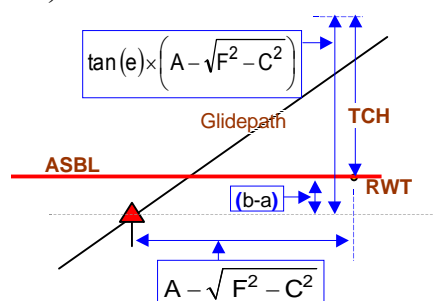 tan(e)×(A−√F²−C²)
Glidepath
TCH
ASBL
RWT
(b-a)
A−√F²−C²